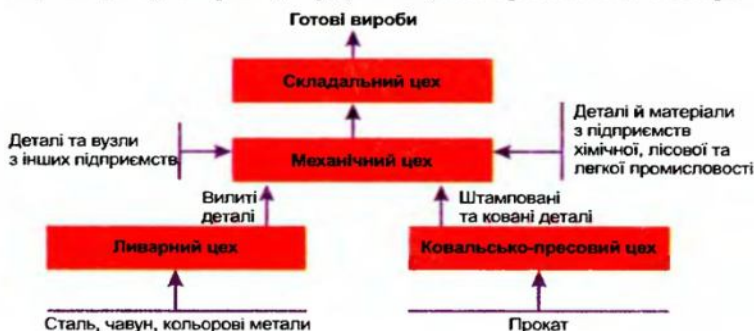 Готові вироби
Складальний цех
Деталі та вузли
з інших підприємств
Механічний цех
Деталі й матеріали
з підприємств
хімічної, лісової та
легкої промисловості
Вилиті
деталі
Штамповані
та ковані деталі
Ливарний цех
Ковальсько-пресовий цех
Сталь, чавун, кольорові метали
Прокат